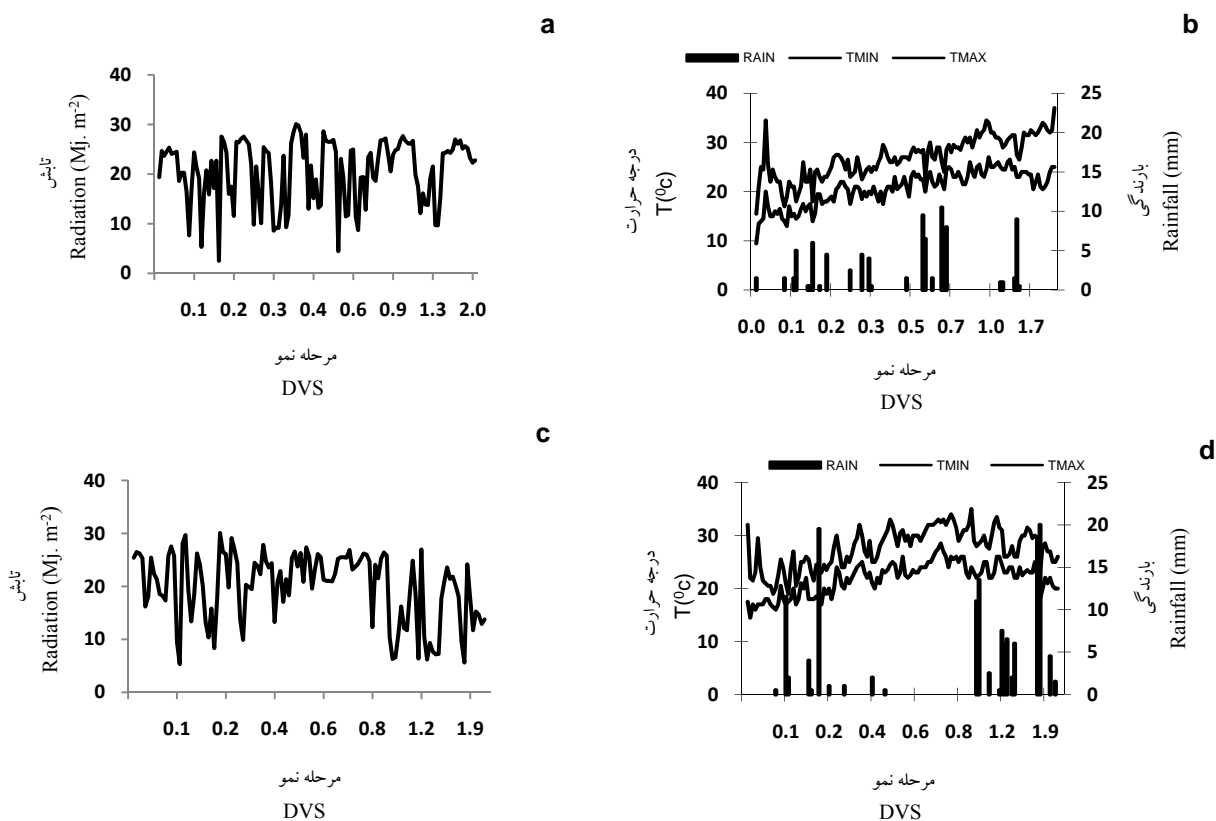 a
40
30
20
10
0
تابش
Radiation (Mj. m-2)
0.1 0.2 0.3 0.4 0.6 0.9 1.3 2.0
مرحله نمو
DVS
b
RAIN TMIN TMAX
40
30
20
10
0
درجه حرارت
T(0c)
25
20
15
10
5
0
بارندگی
Rainfall (mm)
0.0 0.1 0.2 0.3 0.5 0.7 1.0 1.7
مرحله نمو
DVS
c
40
30
20
10
0
تابش
Radiation (Mj. m-2)
0.1 0.2 0.4 0.6 0.8 1.2 1.9
مرحله نمو
DVS
d
RAIN TMIN TMAX
40
30
20
10
0
درجه حرارت
T(0c)
25
20
15
10
5
0
بارندگی
Rainfall (mm)
0.1 0.2 0.4 0.6 0.8 1.2 1.9
مرحله نمو
DVS